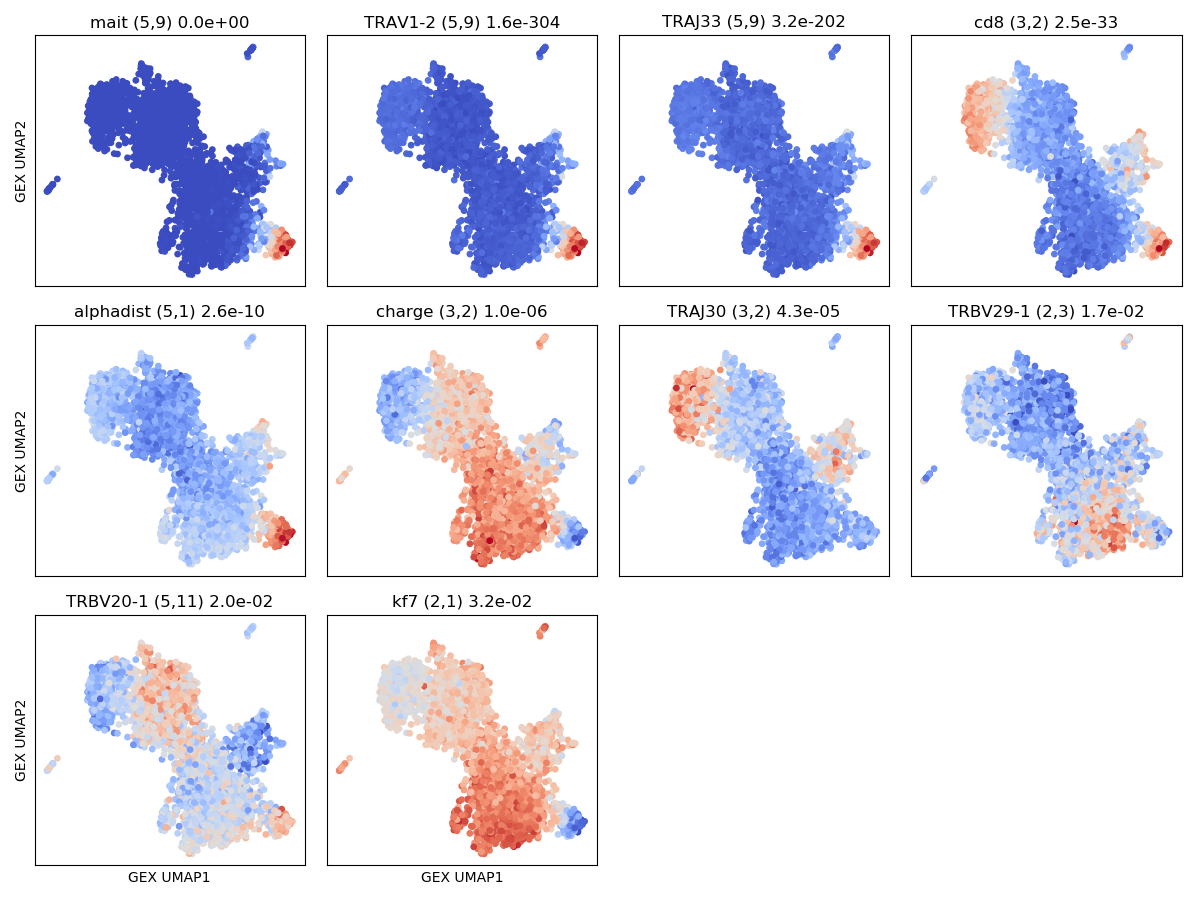 mait (5,9) 0.0e+00
TRAV1-2 (5,9) 1.6e-304
TRAJ33 (5,9) 3.2e-202
cd8 (3,2) 2.5e-33
GEX UMAP2
alphadist (5,1) 2.6e-10
charge (3,2) 1.0e-06
TRAJ30 (3,2) 4.3e-05
TRBV29-1 (2,3) 1.7e-02
GEX UMAP2
TRBV20-1 (5,11) 2.0e-02
kf7 (2,1) 3.2e-02
GEX UMAP2
GEX UMAP1
GEX UMAP1